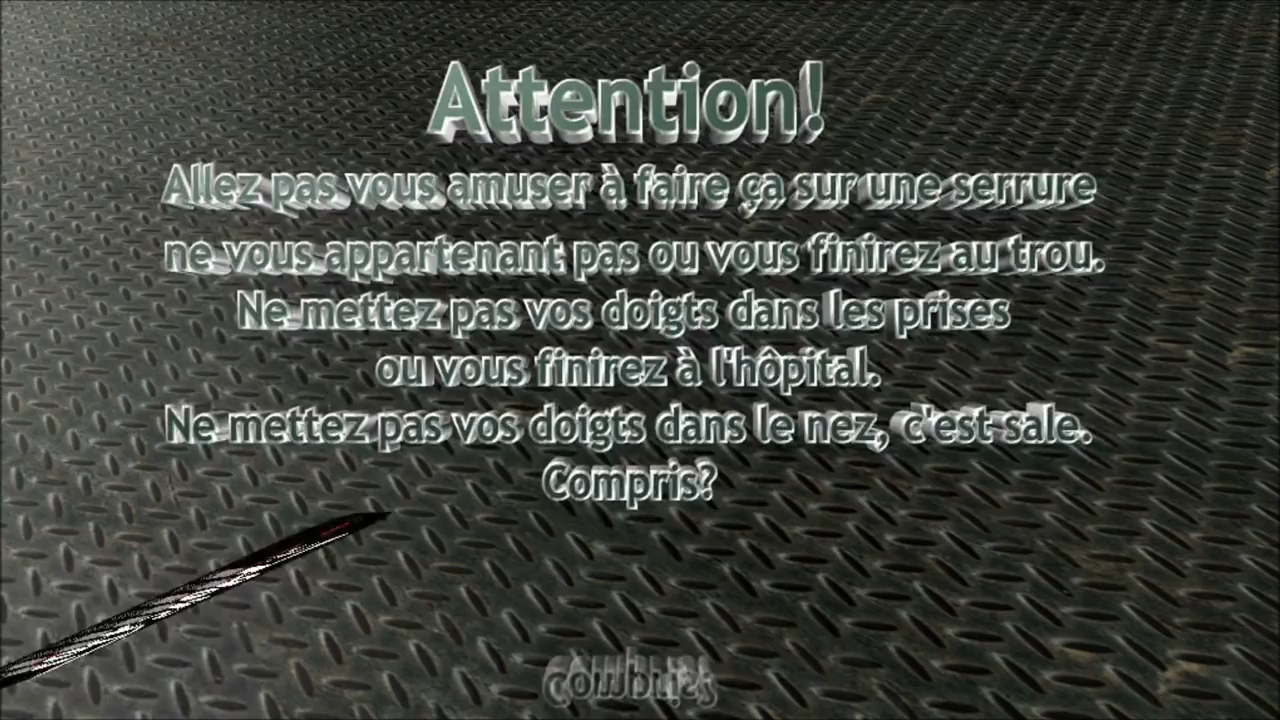 Attention!
Allez pas vous amuser à faire ça sur une serrure
ne vous appartenant pas ou vous finirez au trou.
Ne mettez pas vos doigts dans les prises
ou vous finirez à l'hôpital.
Ne mettez pas vos doigts dans le nez, c'est sale.
Compris?